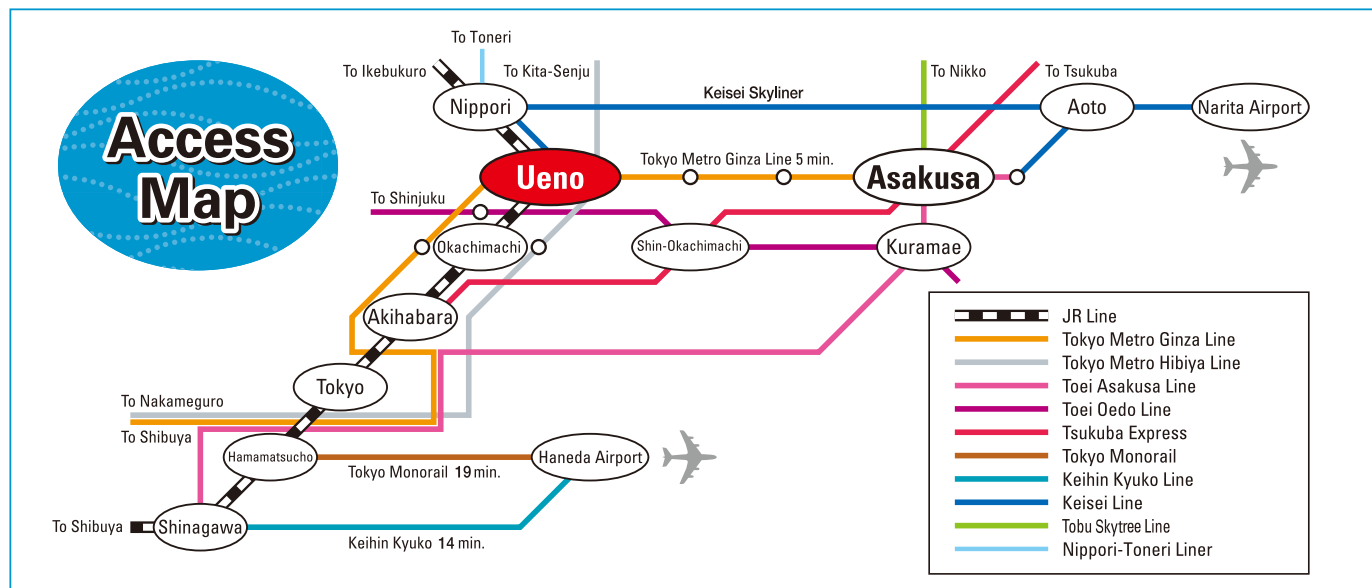 Access
Map
To Toneri
To Ikebukuro
To Kita-Senju
To Nikko
To Tsukuba
Nippori
Keisei Skyliner
Aoto
Narita Airport
Ueno
Tokyo Metro Ginza Line 5 min.
Asakusa
To Shinjuku
Okachimachi
Shin-Okachimachi
Kuramae
Akihabara
Tokyo
To Nakameguro
To Shibuya
Hamamatsucho
Tokyo Monorail 19 min.
Haneda Airport
To Shibuya
Shinagawa
Keihin Kyuko 14 min.
JR Line
Tokyo Metro Ginza Line
Tokyo Metro Hibiya Line
Toei Asakusa Line
Toei Oedo Line
Tsukuba Express
Tokyo Monorail
Keihin Kyuko Line
Keisei Line
Tobu Skytree Line
Nippori-Toneri Liner